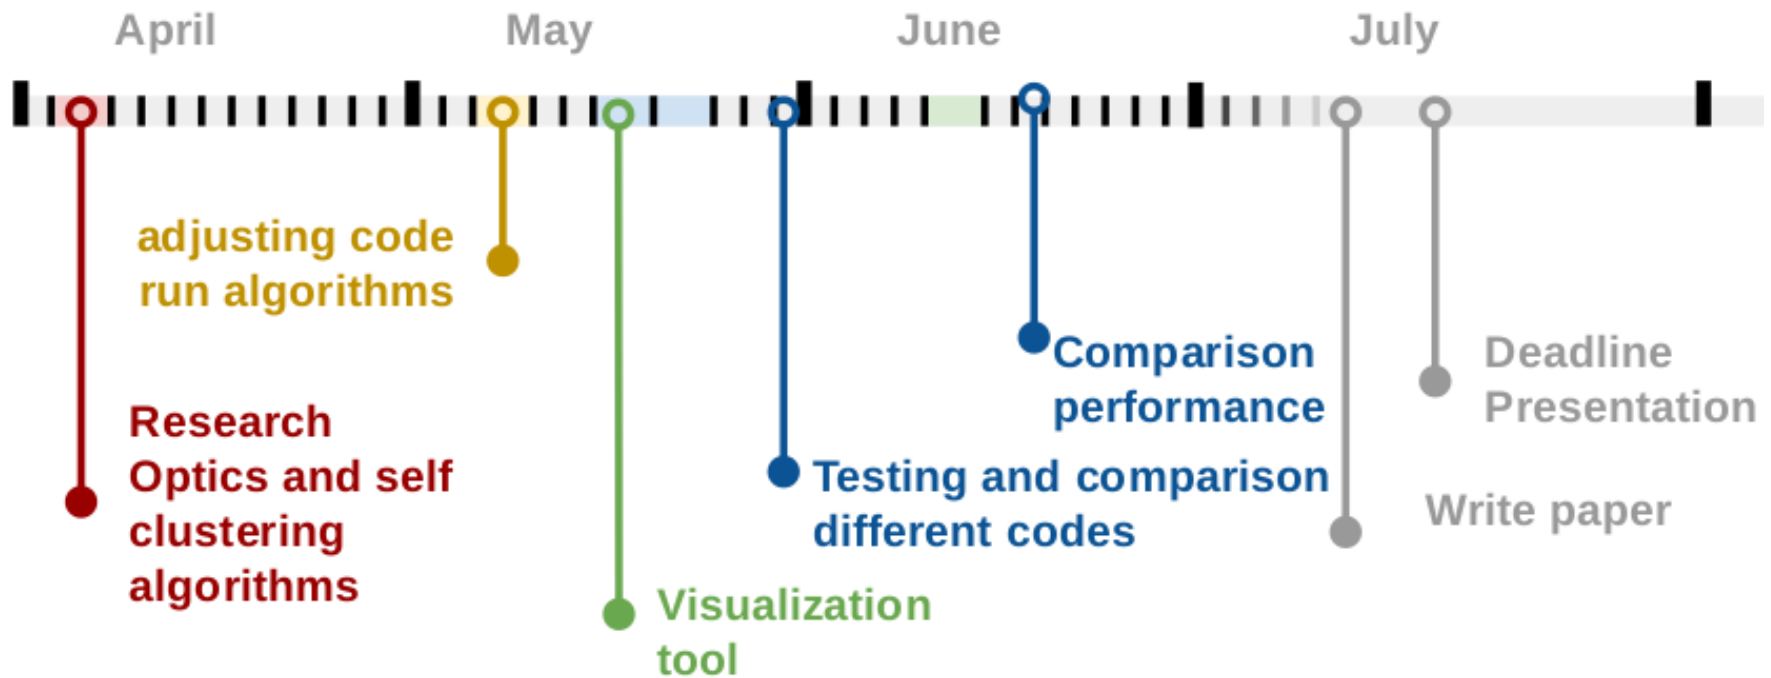 April
May
June
July
adjusting code
run algorithms
Research
Optics and self
clustering
algorithms
Visualization
tool
Testing and comparison
different codes
Comparison
performance
Write paper
Deadline
Presentation